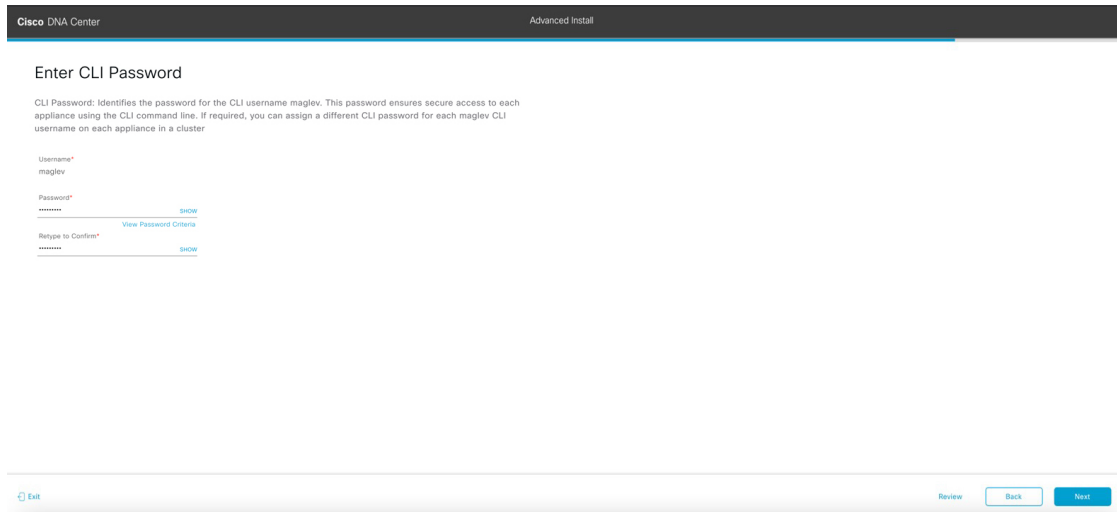 Cisco DNA Center
Advanced Install
Enter CLI Password
CLI Password: Identifies the password for the CLI username maglev. This password ensures secure access to each
appliance using the CLI command line. If required, you can assign a different CLI password for each maglev CLI
username on each appliance in a cluster
Username*
maglev
Password*
••••••••• SHOW
View Password Criteria
Retype to Confirm*
••••••••• SHOW
Exit
Review
Back
Next